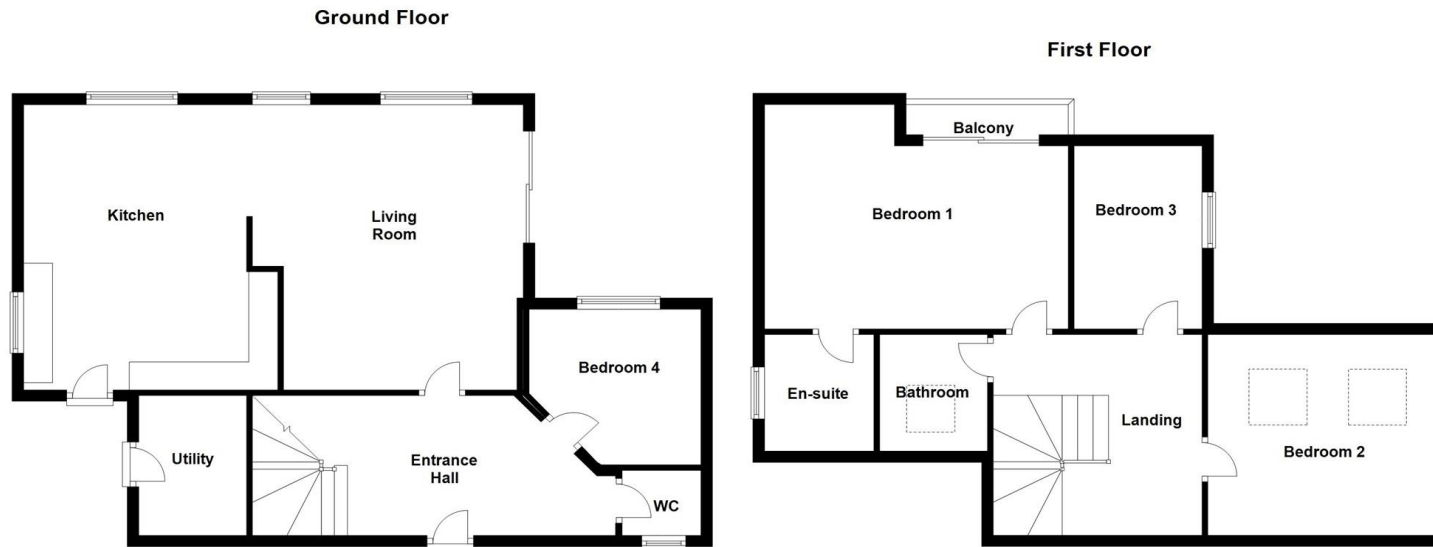 Ground Floor
Kitchen
Living
Room
Bedroom 4
Utility
Entrance
Hall
WC
First Floor
Balcony
Bedroom 1
Bedroom 3
En-suite
Bathroom
Landing
Bedroom 2